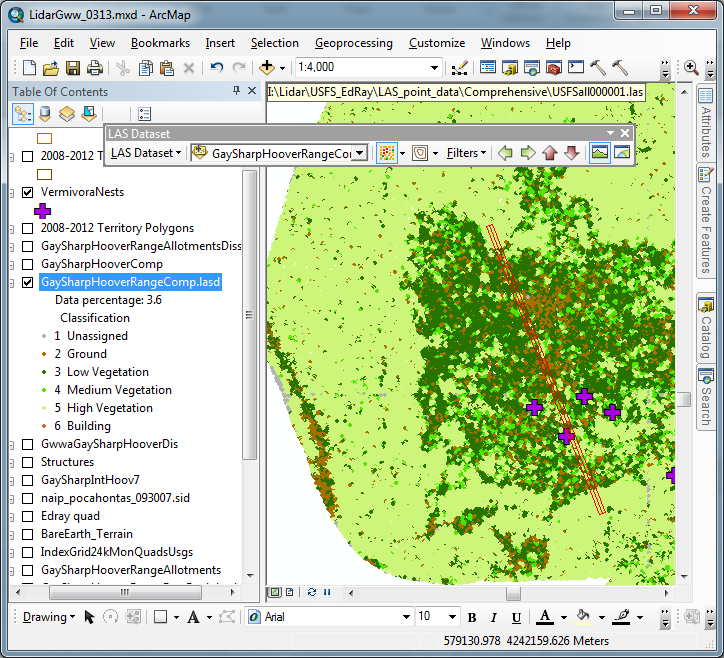 LidarGww_0313.mxd - ArcMap
File Edit View Bookmarks Insert Selection Geoprocessing Customize Windows Help
1:4,000
Table Of Contents
I:\Lidar\USFS_EdRay\LAS_point_data\Comprehensive\USFSall000001.las
LAS Dataset
LAS Dataset GaySharpHooverRangeCo Filters
2008-2012 T
VermivoraNests
2008-2012 Territory Polygons
GaySharpHooverRangeAllotmentsDiss
GaySharpHooverComp
GaySharpHooverRangeComp.lasd
Data percentage: 3.6
Classification
1 Unassigned
2 Ground
3 Low Vegetation
4 Medium Vegetation
5 High Vegetation
6 Building
GwwaGaySharpHooverDis
Structures
GaySharpIntHoov7
naip_pocahontas_093007.sid
Edray quad
BareEarth_Terrain
IndexGrid24kMonQuadsUsgs
GaySharpHooverRangeAllotments
Attributes
Create Features
Catalog
Search
Drawing A Arial 10 B I U A
579130.978 4242159.626 Meters